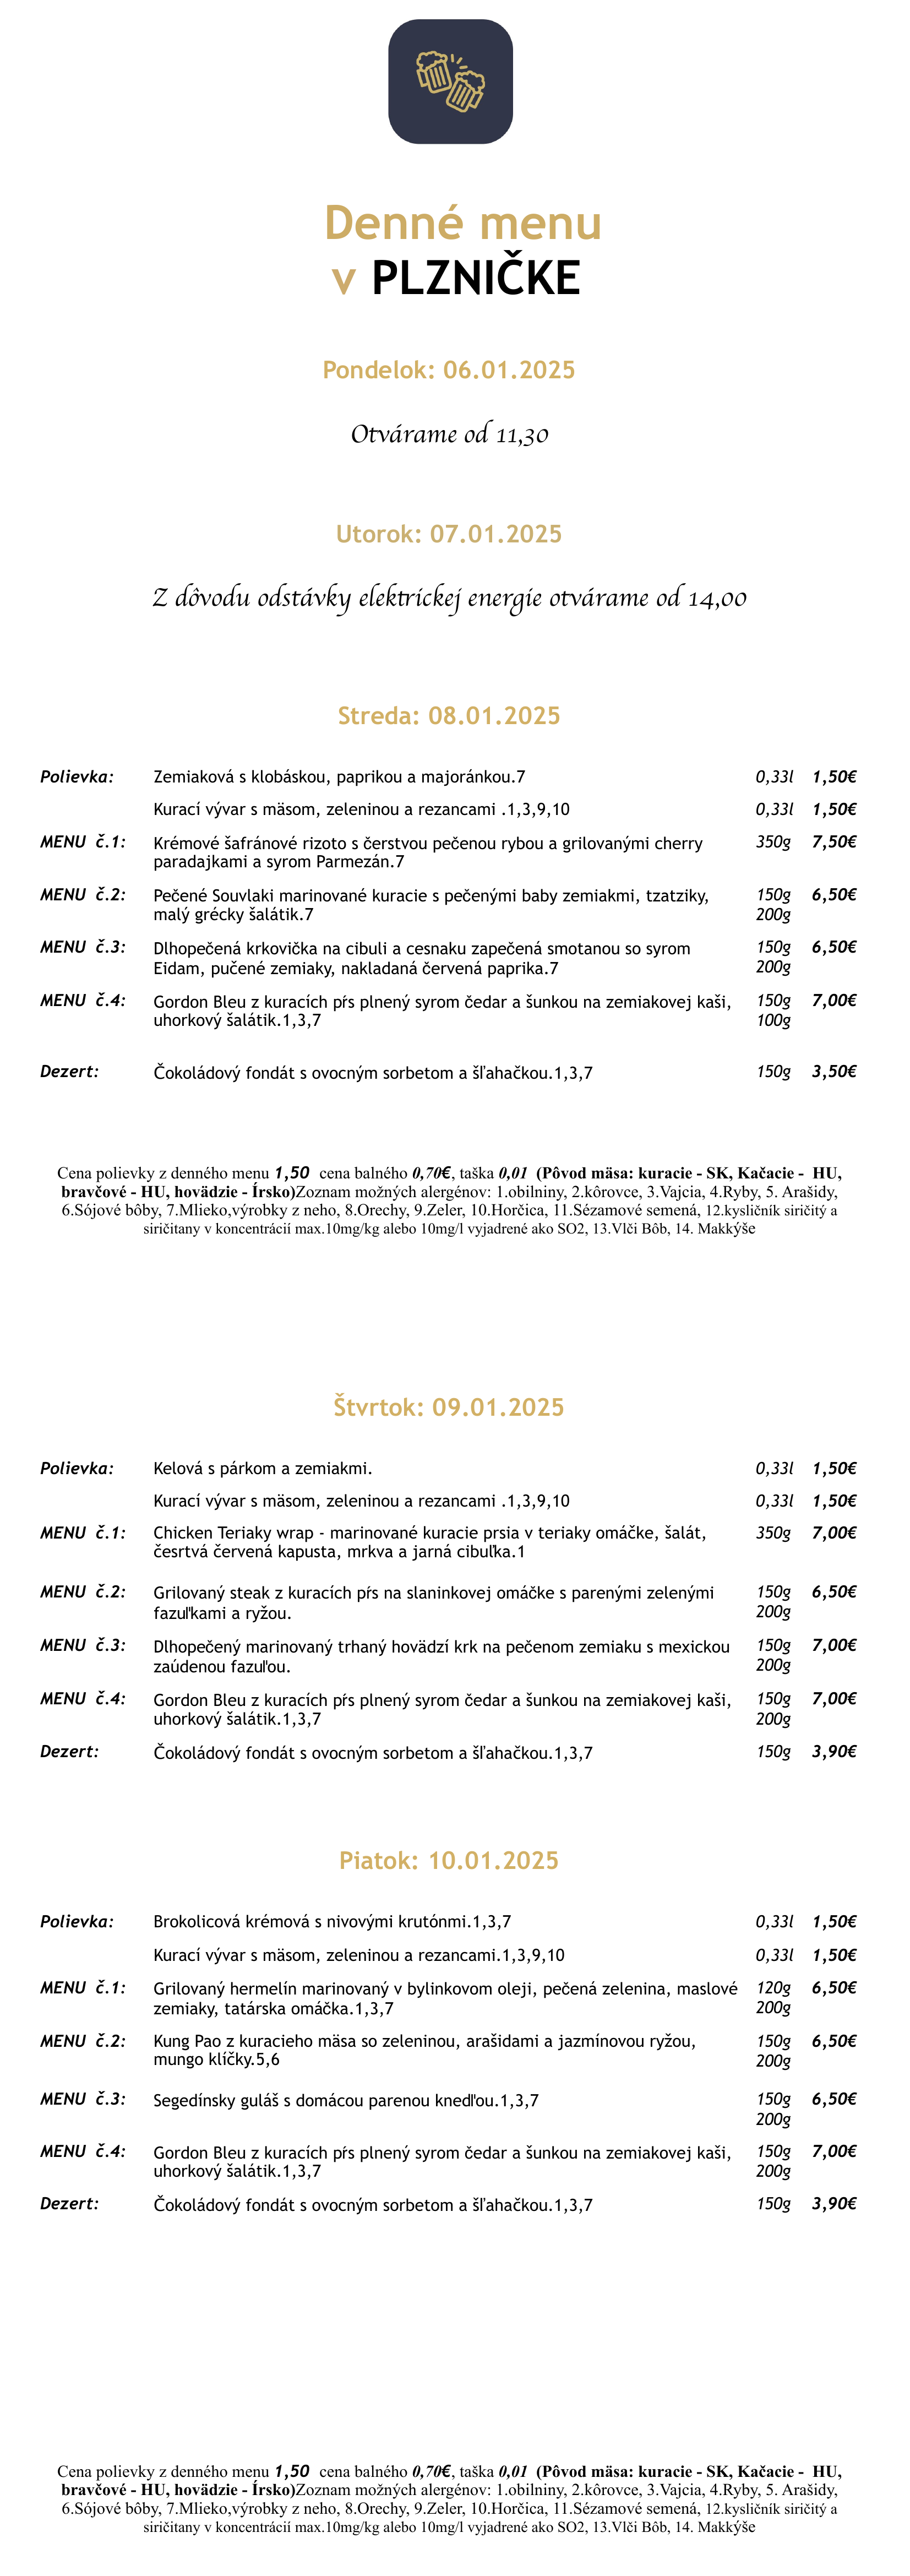 Denné menu
v PLZNIČKE
Pondelok: 06.01.2025
Otvárame od 11,30
Utorok: 07.01.2025
Z dôvodu odstávky elektrickej energie otvárame od 14,00
Streda: 08.01.2025
Polievka: Zemiaková s klobáskou, paprikou a majoránkou.7 0,33l 1,50€
Kurací vývar s mäsom, zeleninou a rezancami .1,3,9,10 0,33l 1,50€
MENU č.1: Krémové šafránové rizoto s čerstvou pečenou rybou a grilovanými cherry 350g 7,50€
paradajkami a syrom Parmezán.7
MENU č.2: Pečené Souvlaki marinované kuracie s pečenými baby zemiakmi, tzatziky, 150g 6,50€
malý grécky šalátik.7 200g
MENU č.3: Dlhopečená krkovička na cibuli a cesnaku zapečená smotanou so syrom 150g 6,50€
Eidam, pučené zemiaky, nakladaná červená paprika.7 200g
MENU č.4: Gordon Bleu z kuracích pŕs plnený syrom čedar a šunkou na zemiakovej kaši, 150g 7,00€
uhorkový šalátik.1,3,7 100g
Dezert: Čokoládový fondát s ovocným sorbetom a šľahačkou.1,3,7 150g 3,50€
Cena polievky z denného menu 1,50 cena balného 0,70€, taška 0,01 (Pôvod mäsa: kuracie - SK, Kačacie - HU,
bravčové - HU, hovädzie - Írsko)Zoznam možných alergénov: 1.obilniny, 2.kôrovce, 3.Vajcia, 4.Ryby, 5. Arašidy,
6.Sójové bôby, 7.Mlieko,výrobky z neho, 8.Orechy, 9.Zeler, 10.Horčica, 11.Sézamové semená, 12.kysličník siričitý a
siričitany v koncentrácií max.10mg/kg alebo 10mg/l vyjadrené ako SO2, 13.Vlči Bôb, 14. Makkýše
Štvrtok: 09.01.2025
Polievka: Kelová s párkom a zemiakmi. 0,33l 1,50€
Kurací vývar s mäsom, zeleninou a rezancami .1,3,9,10 0,33l 1,50€
MENU č.1: Chicken Teriaky wrap - marinované kuracie prsia v teriaky omáčke, šalát, 350g 7,00€
česrtvá červená kapusta, mrkva a jarná cibuľka.1
MENU č.2: Grilovaný steak z kuracích pŕs na slaninkovej omáčke s parenými zelenými 150g 6,50€
fazuľkami a ryžou. 200g
MENU č.3: Dlhopečený marinovaný trhaný hovädzí krk na pečenom zemiaku s mexickou 150g 7,00€
zaúdenou fazuľou. 200g
MENU č.4: Gordon Bleu z kuracích pŕs plnený syrom čedar a šunkou na zemiakovej kaši, 150g 7,00€
uhorkový šalátik.1,3,7 200g
Dezert: Čokoládový fondát s ovocným sorbetom a šľahačkou.1,3,7 150g 3,90€
Piatok: 10.01.2025
Polievka: Brokolicová krémová s nivovými krutónmi.1,3,7 0,33l 1,50€
Kurací vývar s mäsom, zeleninou a rezancami.1,3,9,10 0,33l 1,50€
MENU č.1: Grilovaný hermelín marinovaný v bylinkovom oleji, pečená zelenina, maslové 120g 6,50€
zemiaky, tatárska omáčka.1,3,7 200g
MENU č.2: Kung Pao z kuracieho mäsa so zeleninou, arašidami a jazmínovou ryžou, 150g 6,50€
mungo klíčky.5,6 200g
MENU č.3: Segedínsky guláš s domácou parenou knedľou.1,3,7 150g 6,50€
200g
MENU č.4: Gordon Bleu z kuracích pŕs plnený syrom čedar a šunkou na zemiakovej kaši, 150g 7,00€
uhorkový šalátik.1,3,7 200g
Dezert: Čokoládový fondát s ovocným sorbetom a šľahačkou.1,3,7 150g 3,90€
Cena polievky z denného menu 1,50 cena balného 0,70€, taška 0,01 (Pôvod mäsa: kuracie - SK, Kačacie - HU,
bravčové - HU, hovädzie - Írsko)Zoznam možných alergénov: 1.obilniny, 2.kôrovce, 3.Vajcia, 4.Ryby, 5. Arašidy,
6.Sójové bôby, 7.Mlieko,výrobky z neho, 8.Orechy, 9.Zeler, 10.Horčica, 11.Sézamové semená, 12.kysličník siričitý a
siričitany v koncentrácií max.10mg/kg alebo 10mg/l vyjadrené ako SO2, 13.Vlči Bôb, 14. Makkýše